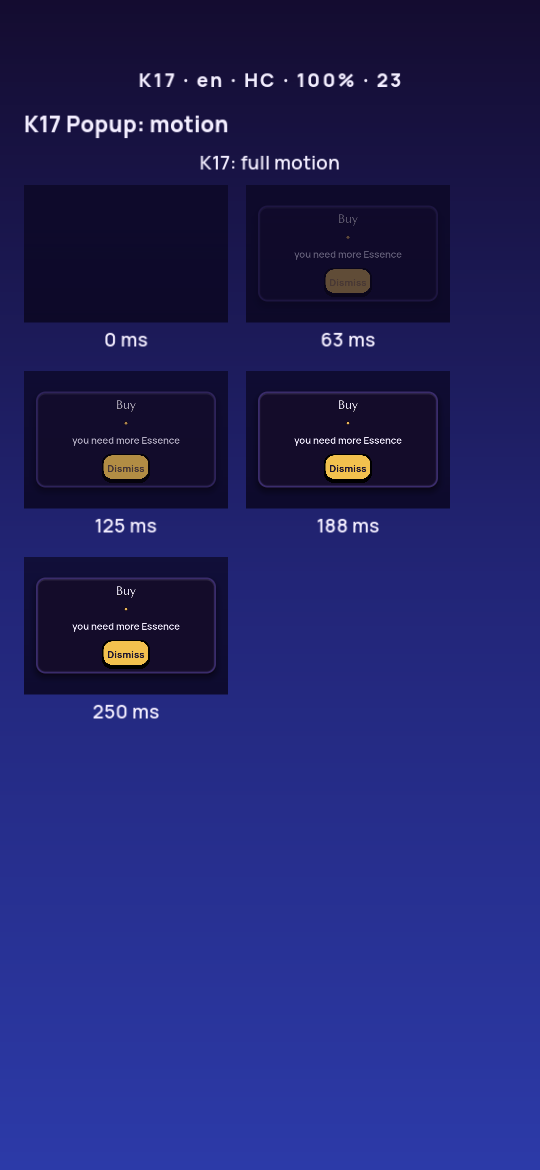 K17 · en · HC · 100% · 23
K17 Popup: motion
K17: full motion
Buy
you need more Essence
Dismiss
0 ms
63 ms
Buy
you need more Essence
Dismiss
Buy
you need more Essence
Dismiss
125 ms
188 ms
Buy
you need more Essence
Dismiss
250 ms